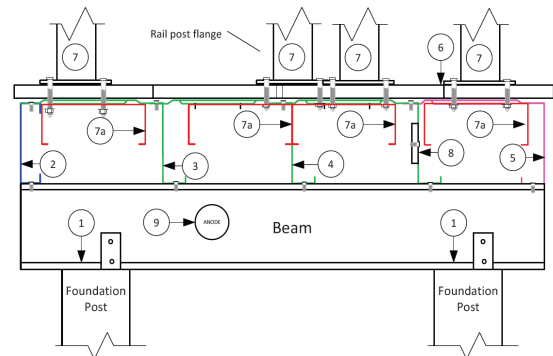 7
Rail post flange
7
7
6
7
7a
7a
7a
7a
2
3
4
8
5
1
9
ANODE
Beam
1
Foundation
Post
Foundation
Post